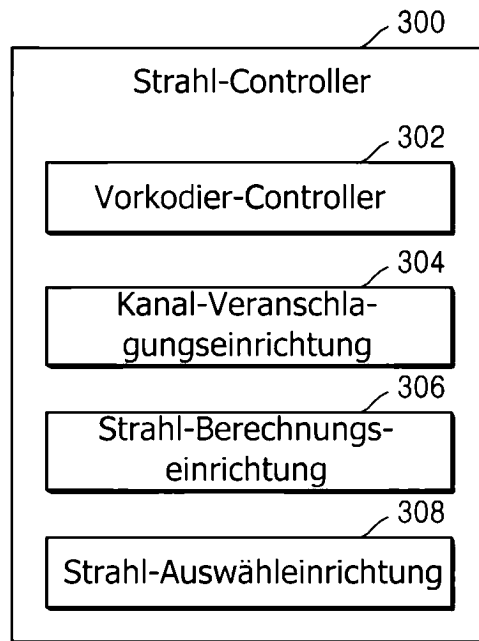 300
Strahl-Controller
302
Vorkodier-Controller
304
Kanal-Veranschla-
gungseinrichtung
306
Strahl-Berechnungs-
einrichtung
308
Strahl-Auswähleinrichtung